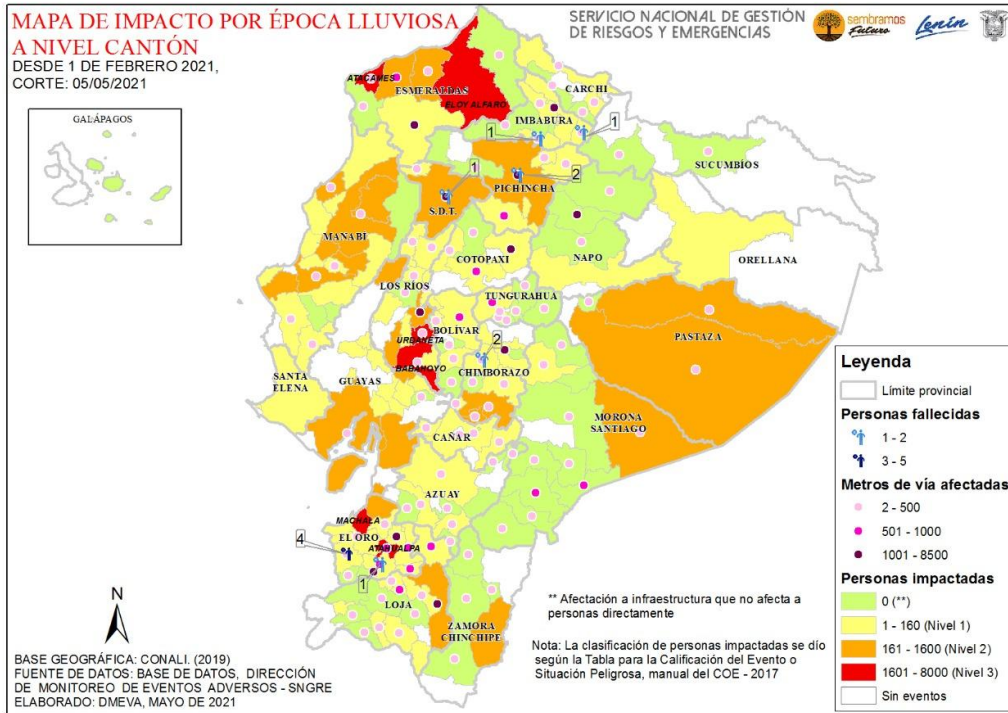 MAPA DE IMPACTO POR ÉPOCA LLUVIOSA
A NIVEL CANTÓN
DESDE 1 DE FEBRERO 2021,
CORTE: 05/05/2021
SERVICIO NACIONAL DE GESTIÓN
DE RIESGOS Y EMERGENCIAS
sembramos
Futuro
Lenín
GALÁPAGOS
ATACAMES
ESMERALDAS
ELOY ALFARO
CARCHI
IMBABURA
1
1
SUCUMBÍOS
1
2
PICHINCHA
S.D.T.
MANABÍ
COTOPAXI
NAPO
ORELLANA
LOS RÍOS
TUNGURAHUA
BOLÍVAR
URDANETA
2
PASTAZA
BABAHOYO
CHIMBORAZO
SANTA
ELENA
GUAYAS
MORONA
SANTIAGO
CAÑAR
AZUAY
MACHALA
EL ORO
ATAHUALPA
4
1
LOJA
ZAMORA
CHINCHIPE
Leyenda
Límite provincial
Personas fallecidas
1 - 2
3 - 5
Metros de vía afectadas
2 - 500
501 - 1000
1001 - 8500
Personas impactadas
0 (**)
1 - 160 (Nivel 1)
161 - 1600 (Nivel 2)
1601 - 8000 (Nivel 3)
Sin eventos
** Afectación a infraestructura que no afecta a
personas directamente
Nota: La clasificación de personas impactadas se dío
según la Tabla para la Calificación del Evento o
Situación Peligrosa, manual del COE - 2017
N
BASE GEOGRÁFICA: CONALI. (2019)
FUENTE DE DATOS: BASE DE DATOS, DIRECCIÓN
DE MONITOREO DE EVENTOS ADVERSOS - SNGRE
ELABORADO: DMEVA, MAYO DE 2021